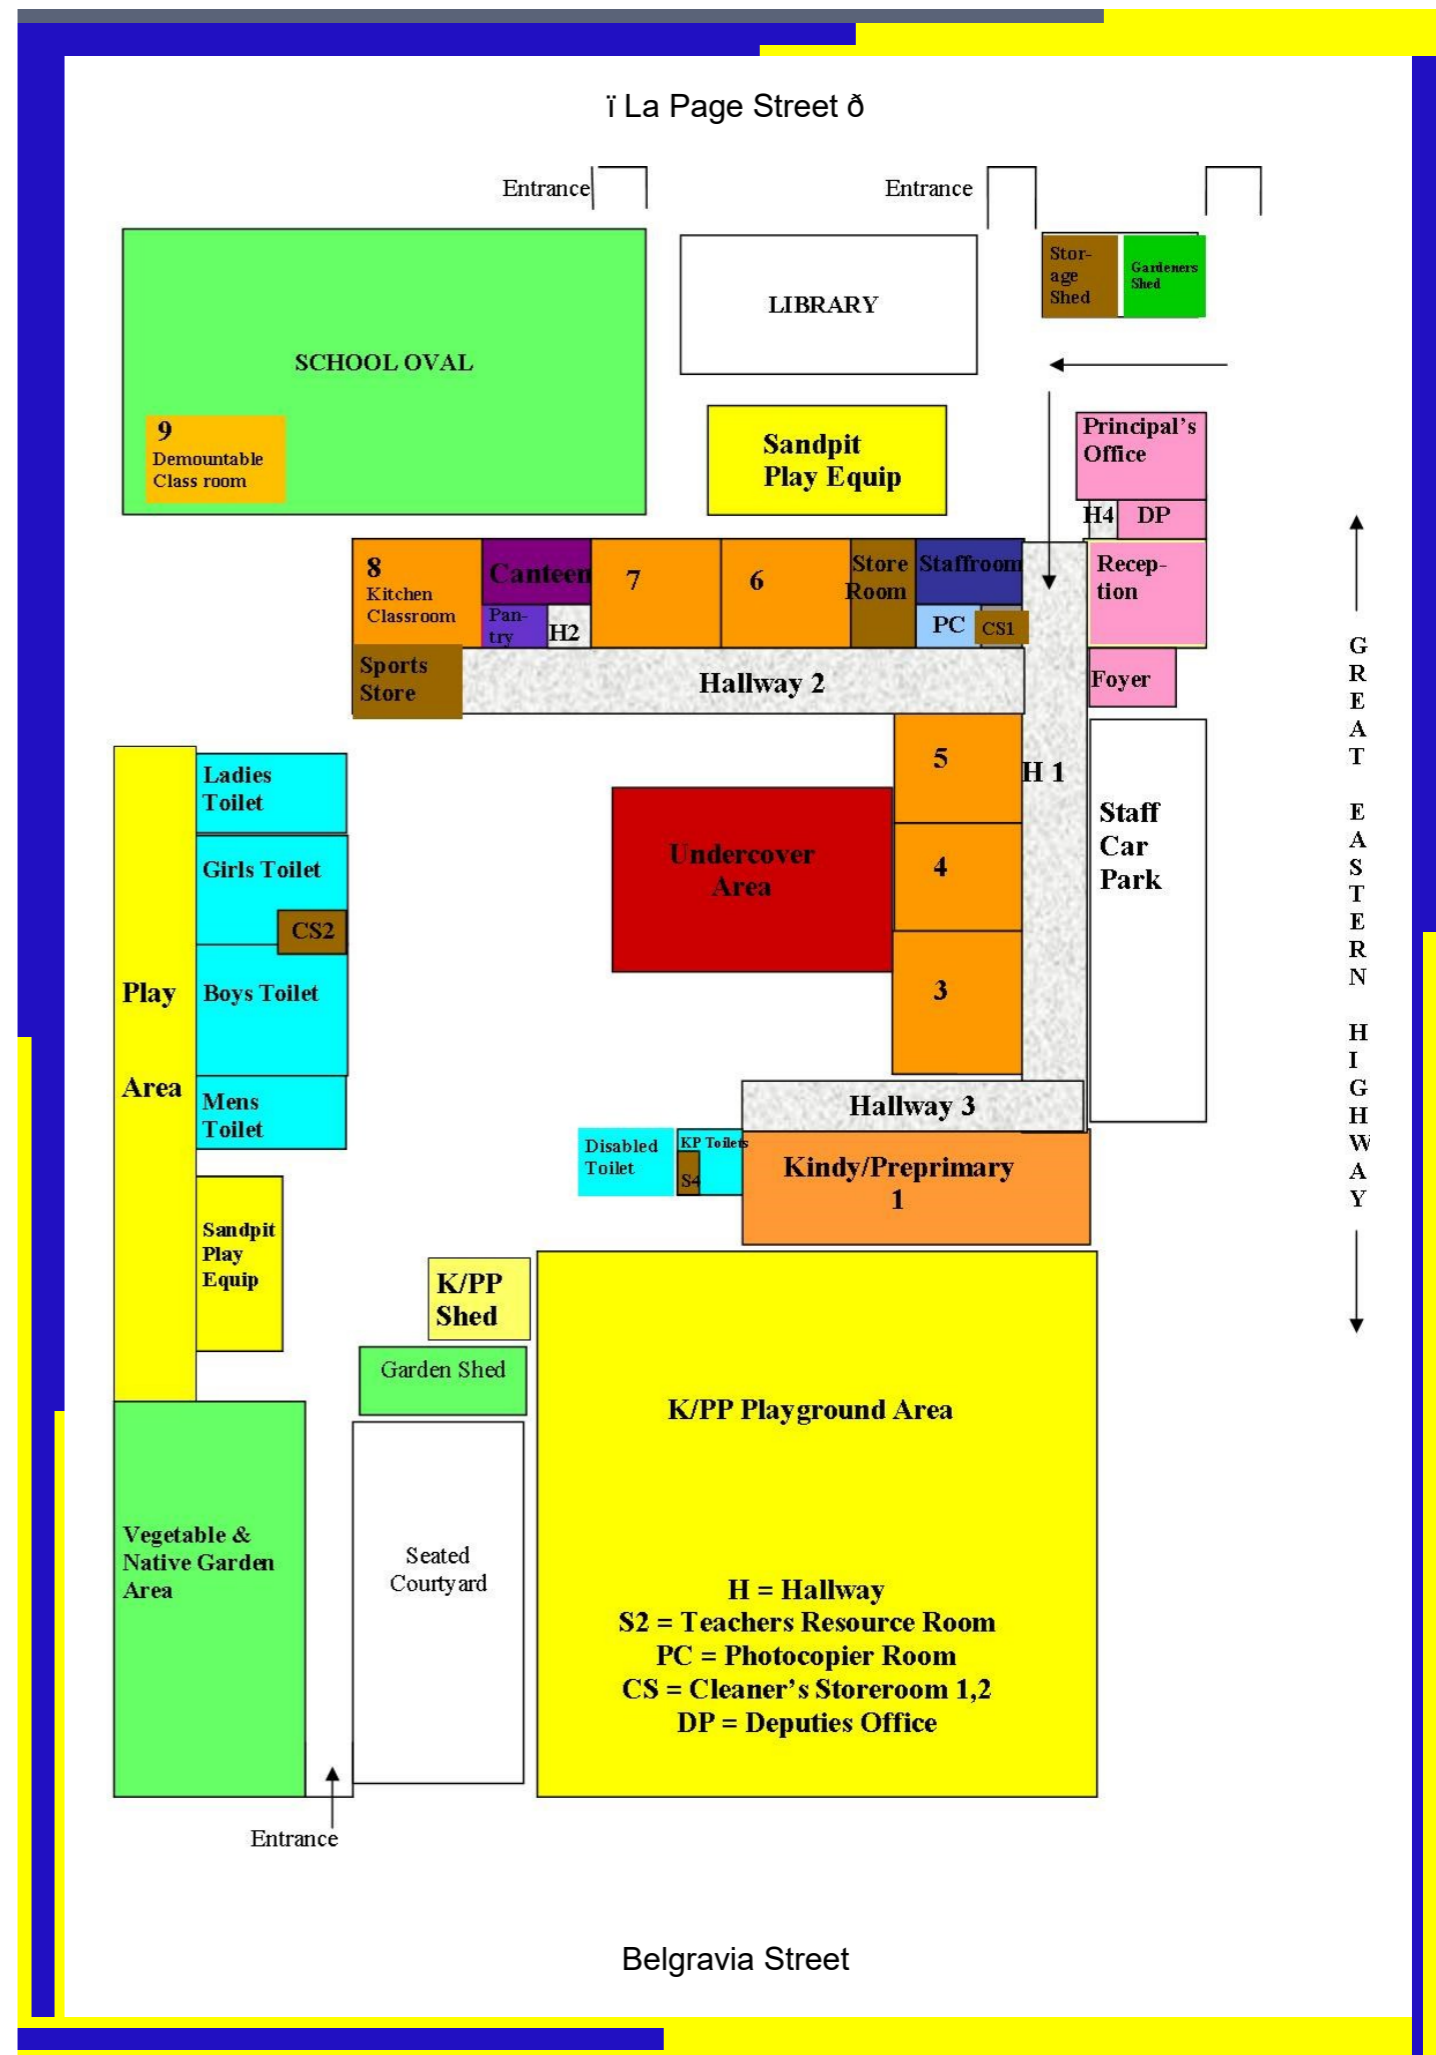 ï La Page Street ð
Entrance
Entrance
Stor-
age
Shed
Gardeners
Shed
LIBRARY
SCHOOL OVAL
9
Demountable
Class room
Sandpit
Play Equip
Principal's
Office
H4
DP
8
Kitchen
Classroom
Canteen
Pan-
try
H2
7
6
Store
Room
Staffroom
PC
CS1
Recep-
tion
Sports
Store
Hallway 2
Foyer
GREAT EASTERN HIGHWAY
5
H 1
Ladies
Toilet
Staff
Car
Park
Undercover
Area
4
Girls Toilet
CS2
3
Play
Area
Boys Toilet
Mens
Toilet
Hallway 3
Disabled
Toilet
KP Toilets
S4
Kindy/Preprimary
1
Sandpit
Play
Equip
K/PP
Shed
Garden Shed
K/PP Playground Area
Vegetable &
Native Garden
Area
Seated
Courtyard
H = Hallway
S2 = Teachers Resource Room
PC = Photocopier Room
CS = Cleaner's Storeroom 1,2
DP = Deputies Office
Entrance
Belgravia Street